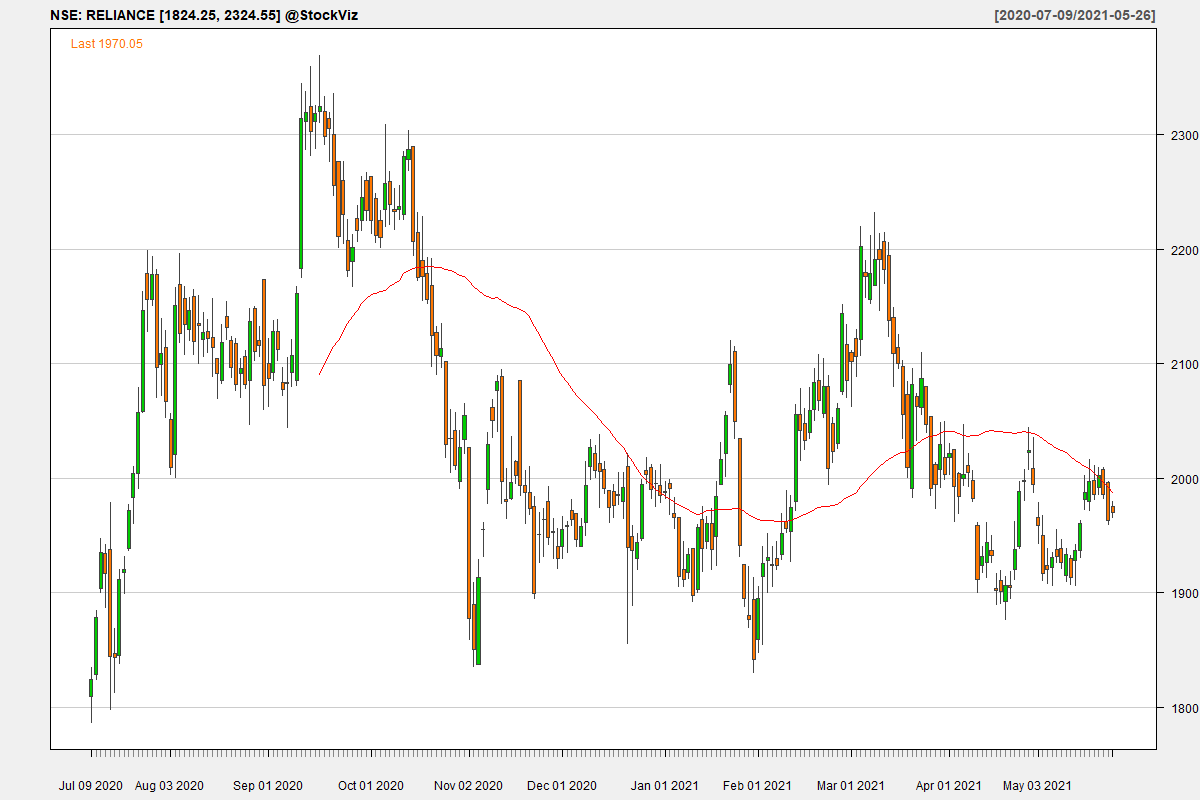 NSE: RELIANCE [1824.25, 2324.55] @StockViz
[2020-07-09/2021-05-26]
Last 1970.05
2300
2200
2100
2000
1900
1800
Jul 09 2020
Aug 03 2020
Sep 01 2020
Oct 01 2020
Nov 02 2020
Dec 01 2020
Jan 01 2021
Feb 01 2021
Mar 01 2021
Apr 01 2021
May 03 2021